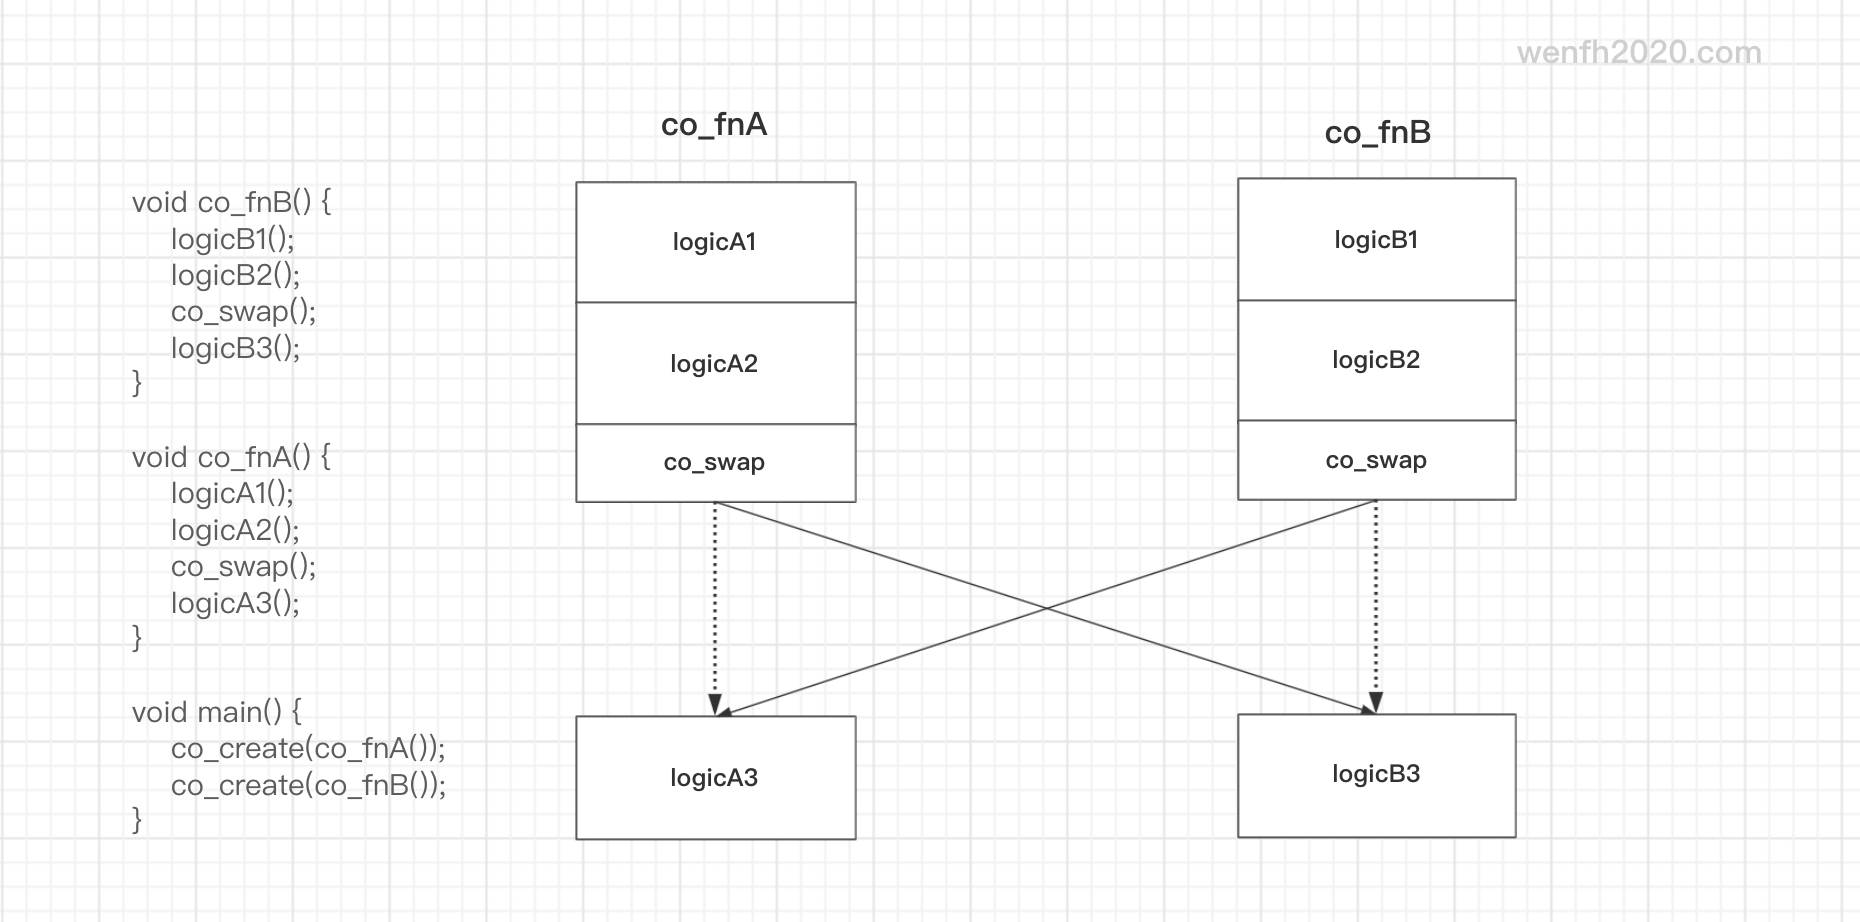 wenfh2020.com
void co_fnB() {
logicB1();
logicB2();
co_swap();
logicB3();
}
void co_fnA() {
logicA1();
logicA2();
co_swap();
logicA3();
}
void main() {
co_create(co_fnA());
co_create(co_fnB());
}
co_fnA
logicA1
logicA2
co_swap
logicA3
co_fnB
logicB1
logicB2
co_swap
logicB3